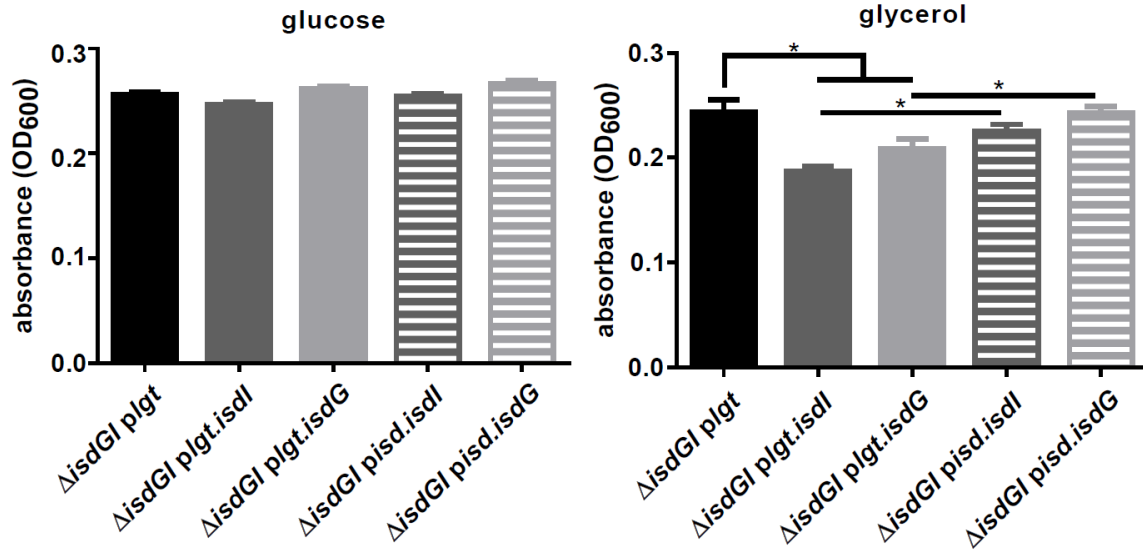 glucose
absorbance (OD600)
0.3
0.2
0.1
0.0
ΔisdGI plgt
ΔisdGI plgt.isdI
ΔisdGI plgt.isdG
ΔisdGI pisd.isdI
ΔisdGI pisd.isdG
glycerol
absorbance (OD600)
0.3
0.2
0.1
0.0
*
*
*
ΔisdGI plgt
ΔisdGI plgt.isdI
ΔisdGI plgt.isdG
ΔisdGI pisd.isdI
ΔisdGI pisd.isdG